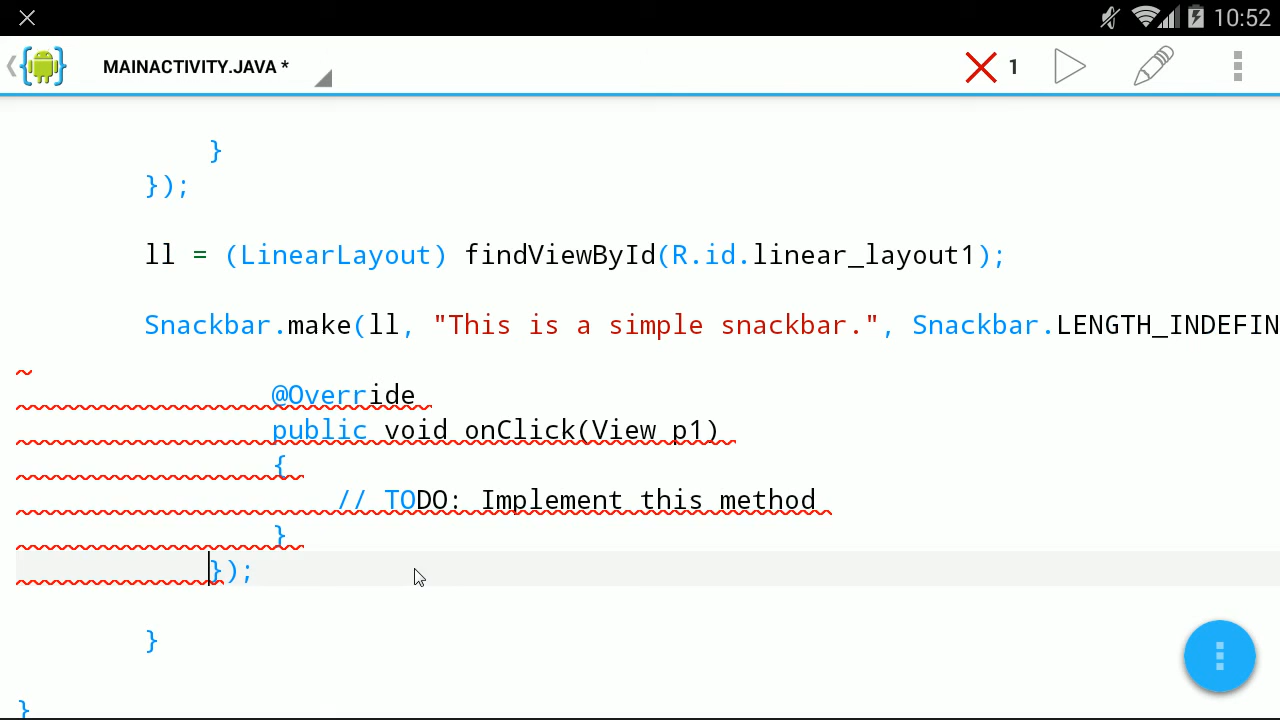 10:52
MAINACTIVITY.JAVA *
1
}
});
ll = (LinearLayout) findViewById(R.id.linear_layout1);
Snackbar.make(ll, "This is a simple snackbar.", Snackbar.LENGTH_INDEFIN
@Override
public void onClick(View p1)
{
// TODO: Implement this method
}
});
}
}